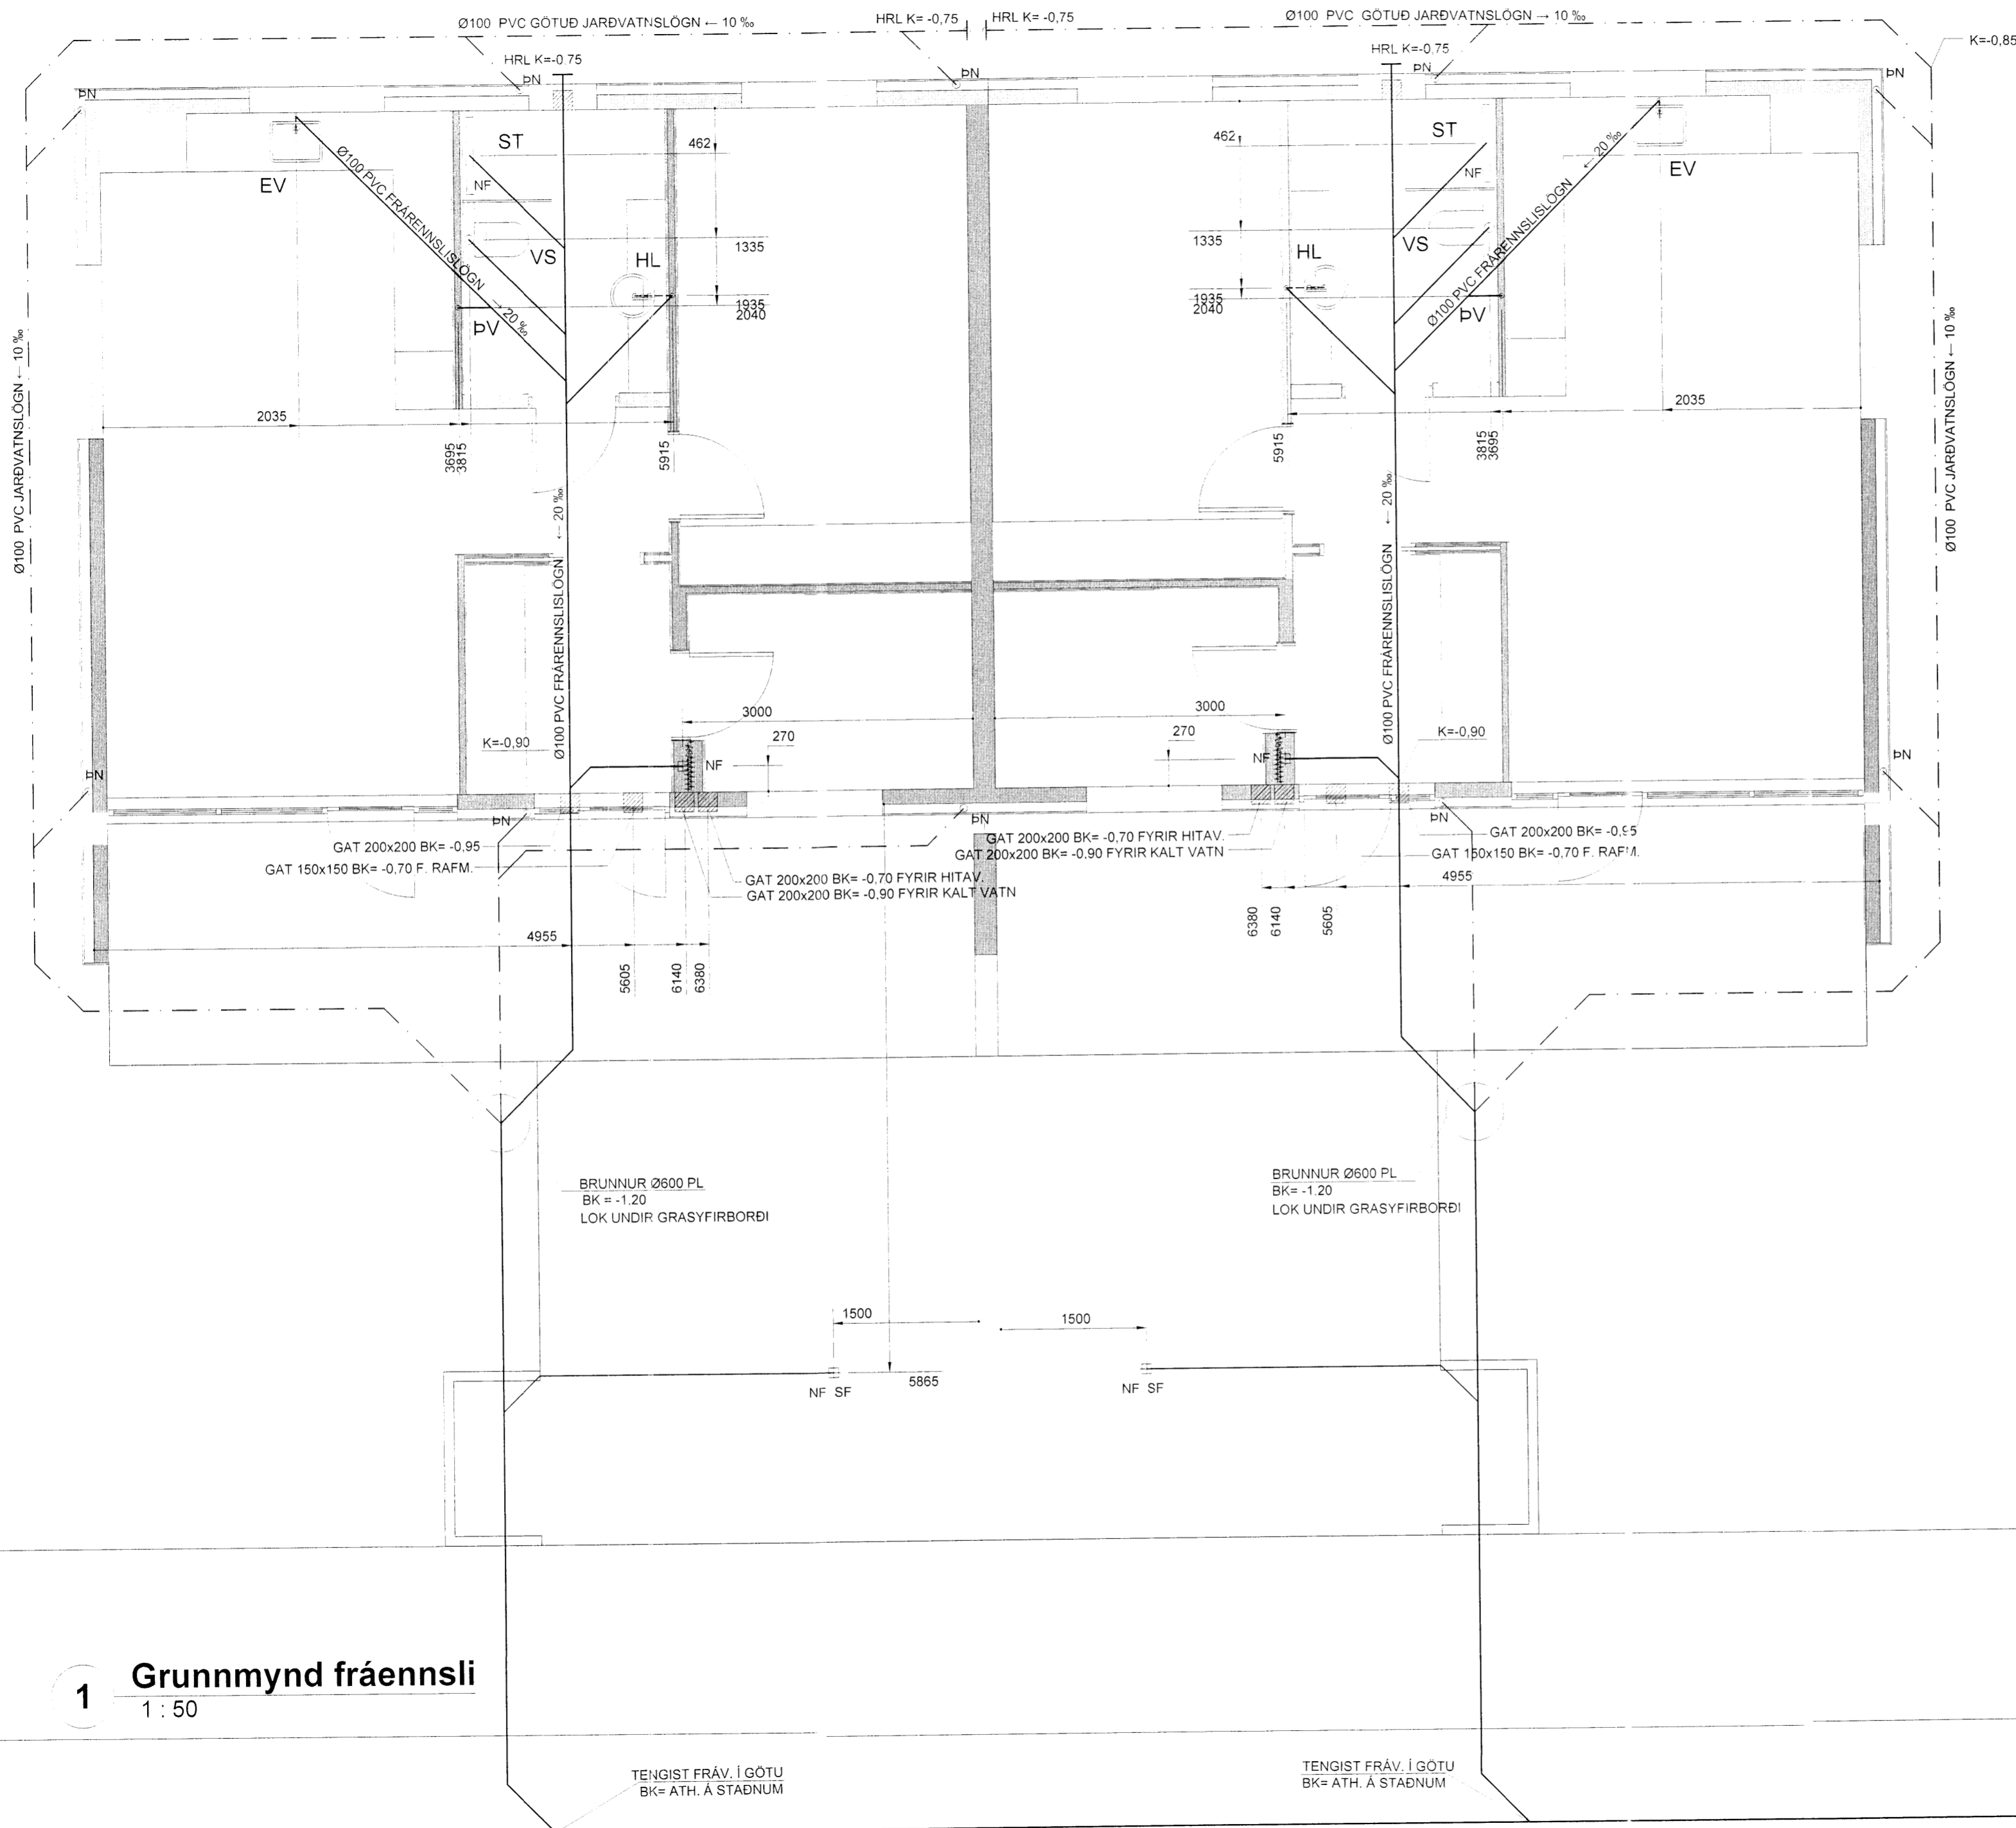 Ø100 PVC GÖTUÐ JARÐVATNSLÖGN ← 10 ‰
HRL K= -0,75
HRL K= -0,75
Ø100 PVC GÖTUÐ JARÐVATNSLÖGN → 10 ‰
K=-0,85
HRL K=-0.75
HRL K=-0.75
ÞN
ÞN
ÞN
ÞN
ÞN
ST
462
462
ST
EV
NF
NF
EV
Ø100 PVC FRÁRENNSLISLÖGN → 20 ‰
Ø100 PVC FRÁRENNSLISLÖGN ← 20 ‰
VS
HL
1335
1335
HL
VS
1935
2040
1935
2040
ÞV
ÞV
Ø100 PVC JARÐVATNSLÖGN ← 10 ‰
Ø100 PVC JARÐVATNSLÖGN ← 10 ‰
2035
3695
3815
5915
5915
3815
3695
2035
Ø100 PVC FRÁRENNSLISLÖGN ← 20 ‰
Ø100 PVC FRÁRENNSLISLÖGN ← 20 ‰
3000
3000
K=-0,90
270
270
K=-0,90
ÞN
NF
NF
ÞN
ÞN
ÞN
ÞN
GAT 200x200 BK= -0,95
GAT 150x150 BK= -0,70 F. RAFM.
GAT 200x200 BK= -0,70 FYRIR HITAV.
GAT 200x200 BK= -0,90 FYRIR KALT VATN
GAT 200x200 BK= -0,70 FYRIR HITAV.
GAT 200x200 BK= -0.90 FYRIR KALT VATN
GAT 200x200 BK= -0,95
GAT 150x150 BK= -0,70 F. RAFM.
4955
5605
6140
6380
6380
6140
5605
4955
BRUNNUR Ø600 PL
BK = -1.20
LOK UNDIR GRASYFIRBORÐI
BRUNNUR Ø600 PL
BK= -1.20
LOK UNDIR GRASYFIRBORÐI
1500
1500
NF SF
5865
NF SF
1
Grunnmynd fráennsli
1 : 50
TENGIST FRÁV. Í GÖTU
BK= ATH. Á STAÐNUM
TENGIST FRÁV. Í GÖTU
BK= ATH. Á STAÐNUM